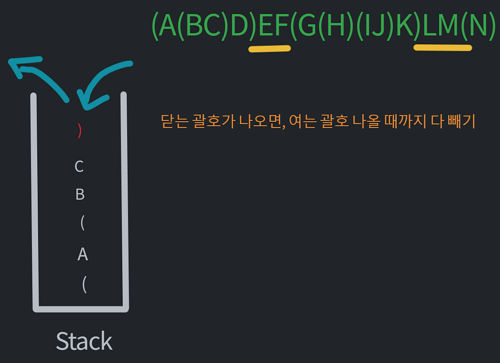 (A(BC)D)EF(G(H)(IJ)K)LM(N)
닫는 괄호가 나오면, 여는 괄호 나올 때까지 다 빼기
)
C
B
(
A
(
Stack